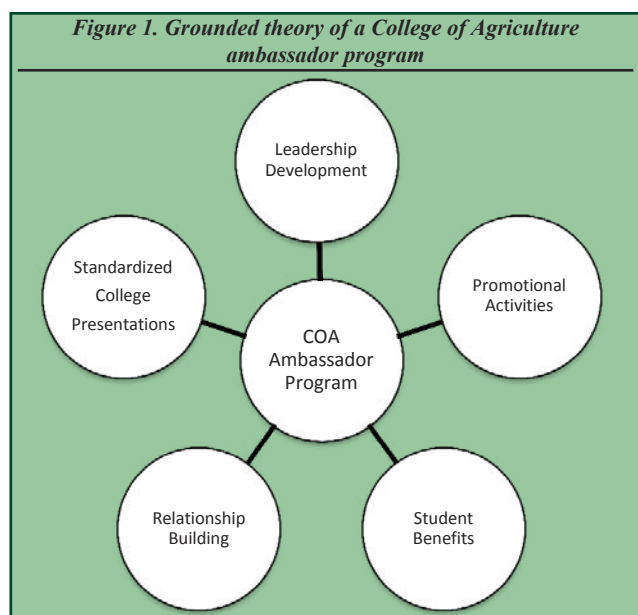 Figure 1. Grounded theory of a College of Agriculture
ambassador program
Leadership
Development
Standardized
College
Presentations
Promotional
Activities
COA
Ambassador
Program
Relationship
Building
Student
Benefits